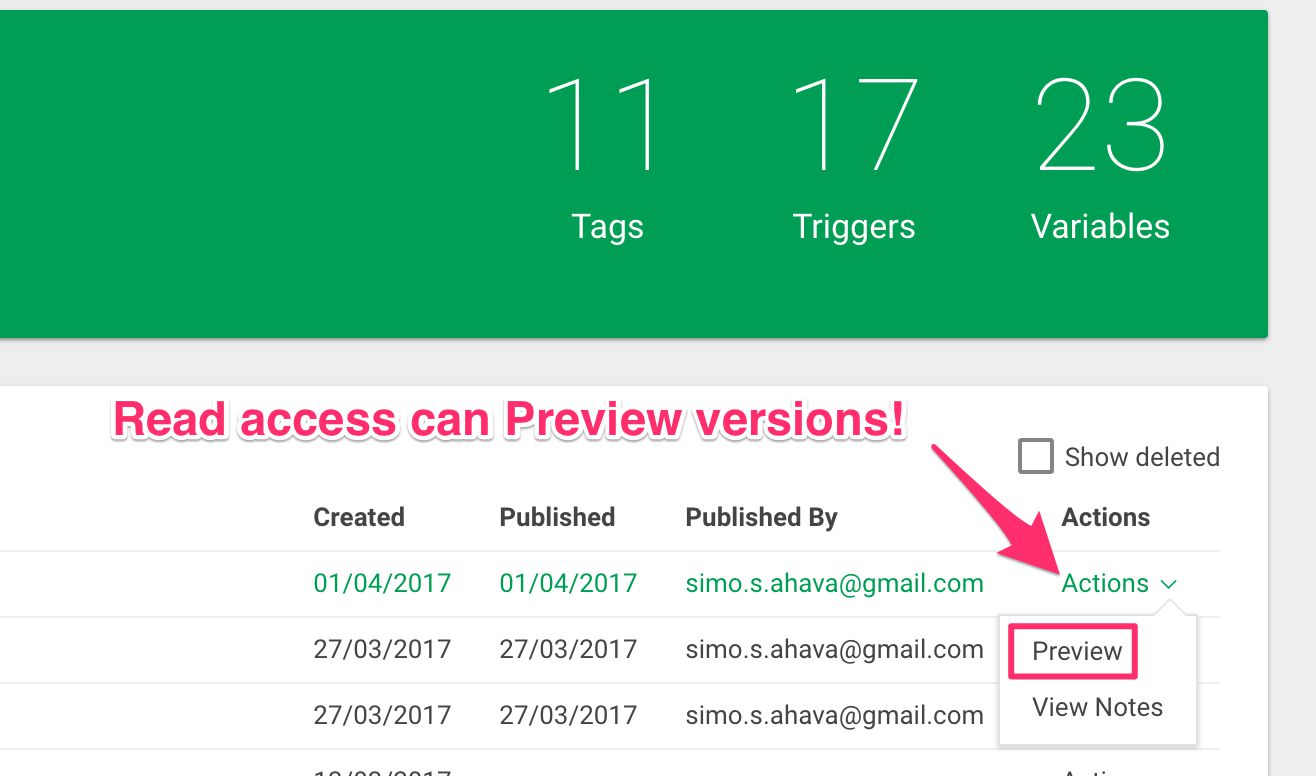 11 17 23
Tags Triggers Variables
Read access can Preview versions!
Show deleted
Created Published Published By Actions
01/04/2017 01/04/2017 simo.s.ahava@gmail.com Actions
27/03/2017 27/03/2017 simo.s.ahava@gmail.com
Preview
27/03/2017 27/03/2017 simo.s.ahava@gmail.com
View Notes